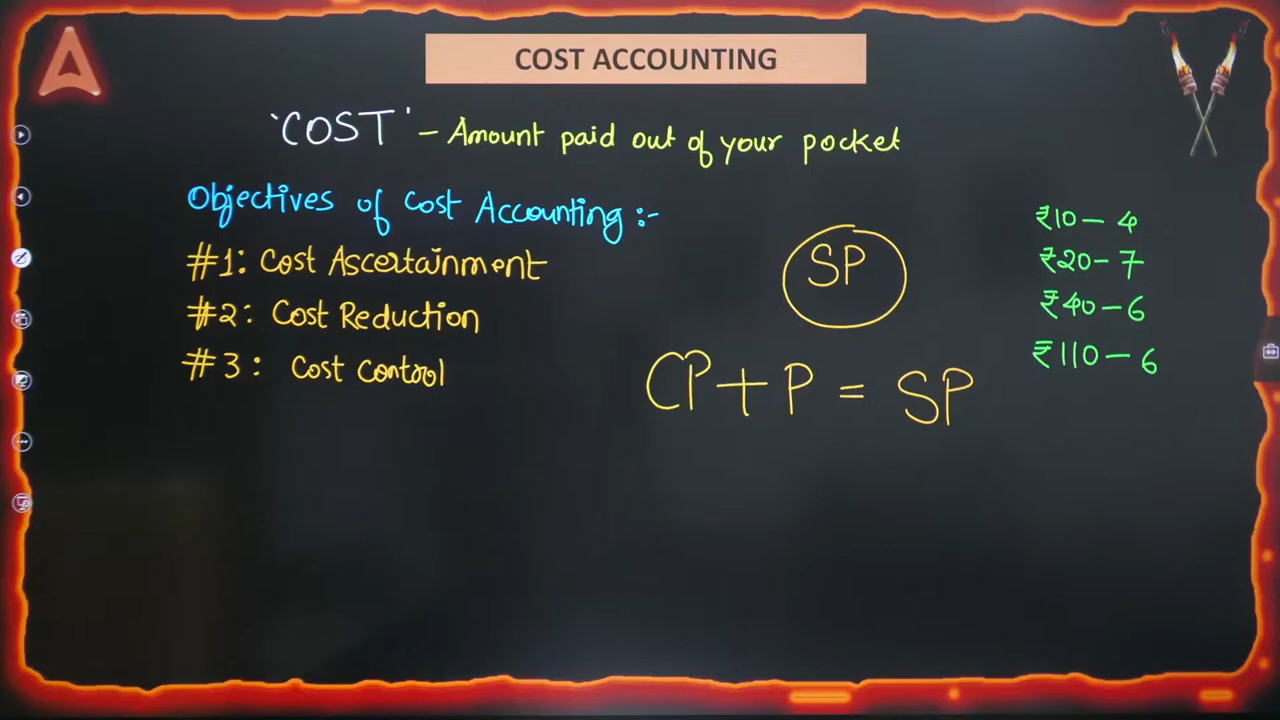 COST ACCOUNTING
'COST' - Amount paid out of your pocket
Objectives of Cost Accounting :-
#1: Cost Ascertainment
#2: Cost Reduction
#3: Cost Control
SP
CP + P = SP
₹10 - 4
₹20 - 7
₹40 - 6
₹110 - 6